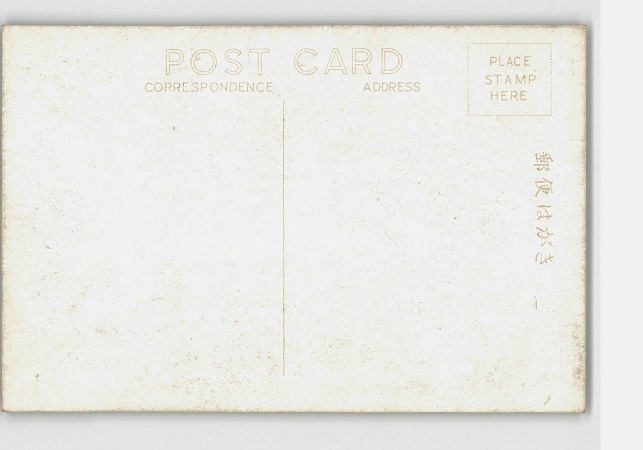 POST CARD
CORRESPONDENCE
ADDRESS
PLACE
STAMP
HERE
郵便はがき